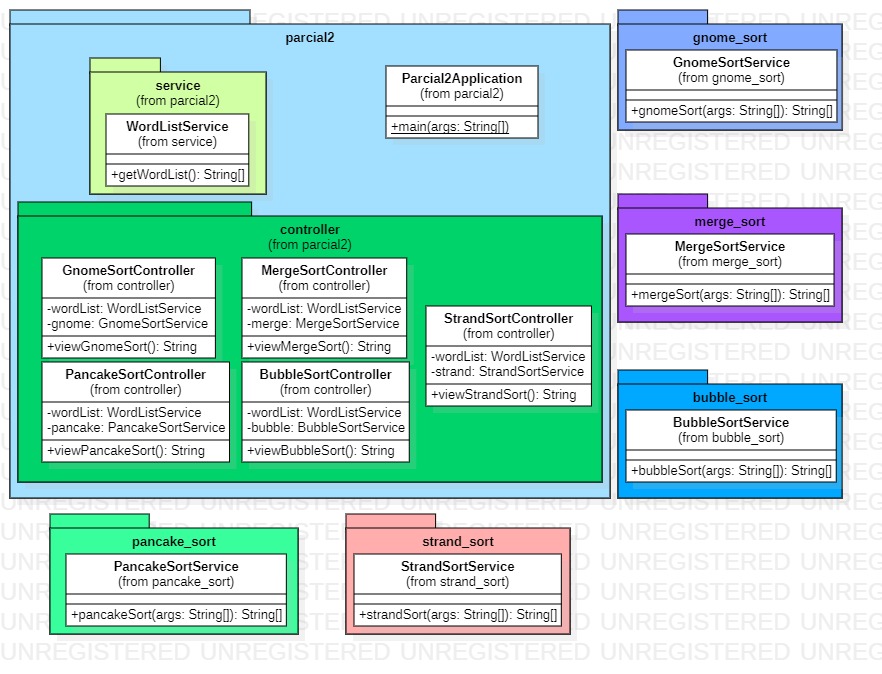 parcial2
service
(from parcial2)
WordListService
(from service)
+getWordList(): String[]
Parcial2Application
(from parcial2)
+main(args: String[])
controller
(from parcial2)
GnomeSortController
(from controller)
-wordList: WordListService
-gnome: GnomeSortService
+viewGnomeSort(): String
MergeSortController
(from controller)
-wordList: WordListService
-merge: MergeSortService
+viewMergeSort(): String
StrandSortController
(from controller)
-wordList: WordListService
-strand: StrandSortService
+viewStrandSort(): String
PancakeSortController
(from controller)
-wordList: WordListService
-pancake: PancakeSortService
+viewPancakeSort(): String
BubbleSortController
(from controller)
-wordList: WordListService
-bubble: BubbleSortService
+viewBubbleSort(): String
gnome_sort
GnomeSortService
(from gnome_sort)
+gnomeSort(args: String[]): String[]
merge_sort
MergeSortService
(from merge_sort)
+mergeSort(args: String[]): String[]
bubble_sort
BubbleSortService
(from bubble_sort)
+bubbleSort(args: String[]): String[]
pancake_sort
PancakeSortService
(from pancake_sort)
+pancakeSort(args: String[]): String[]
strand_sort
StrandSortService
(from strand_sort)
+strandSort(args: String[]): String[]
UNREGISTERED UNREGISTERED UNREGISTERED UNREGISTERED